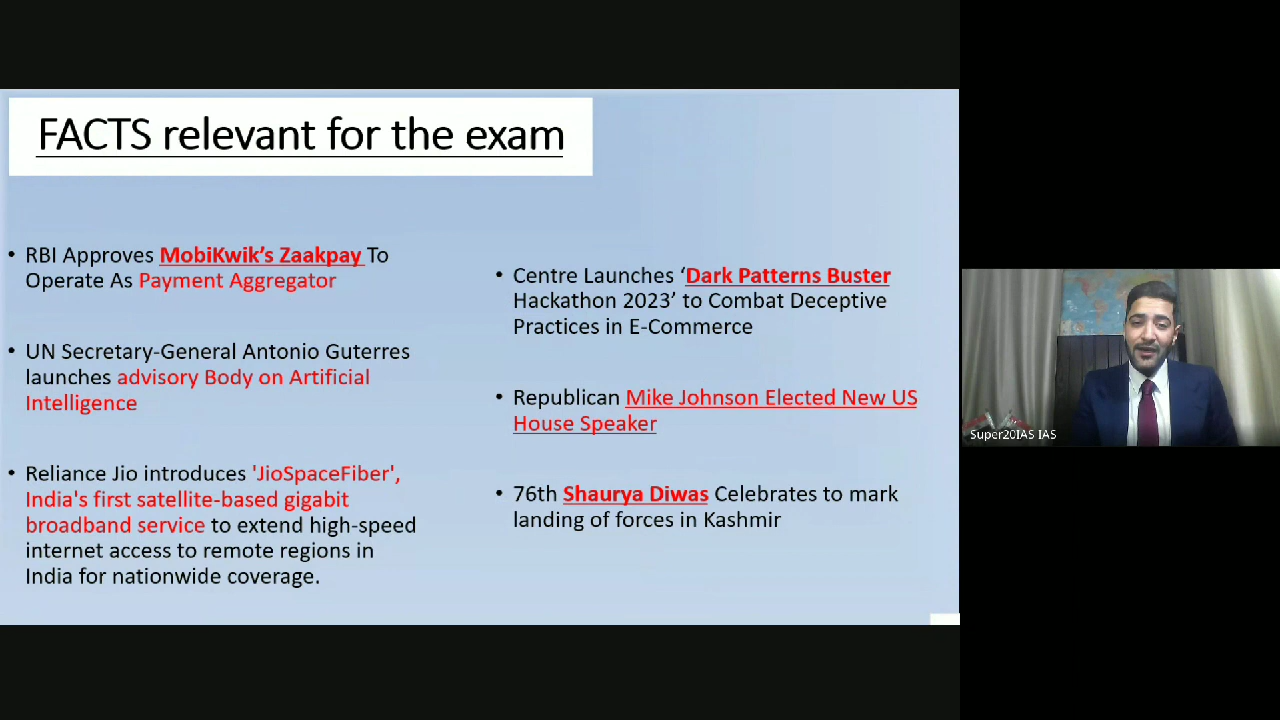 FACTS relevant for the exam
• RBI Approves MobiKwik’s Zaakpay To
Operate As Payment Aggregator
• UN Secretary-General Antonio Guterres
launches advisory Body on Artificial
Intelligence
• Reliance Jio introduces 'JioSpaceFiber',
India's first satellite-based gigabit
broadband service to extend high-speed
internet access to remote regions in
India for nationwide coverage.
• Centre Launches ‘Dark Patterns Buster
Hackathon 2023’ to Combat Deceptive
Practices in E-Commerce
• Republican Mike Johnson Elected New US
House Speaker
• 76th Shaurya Diwas Celebrates to mark
landing of forces in Kashmir
Super20IAS IAS